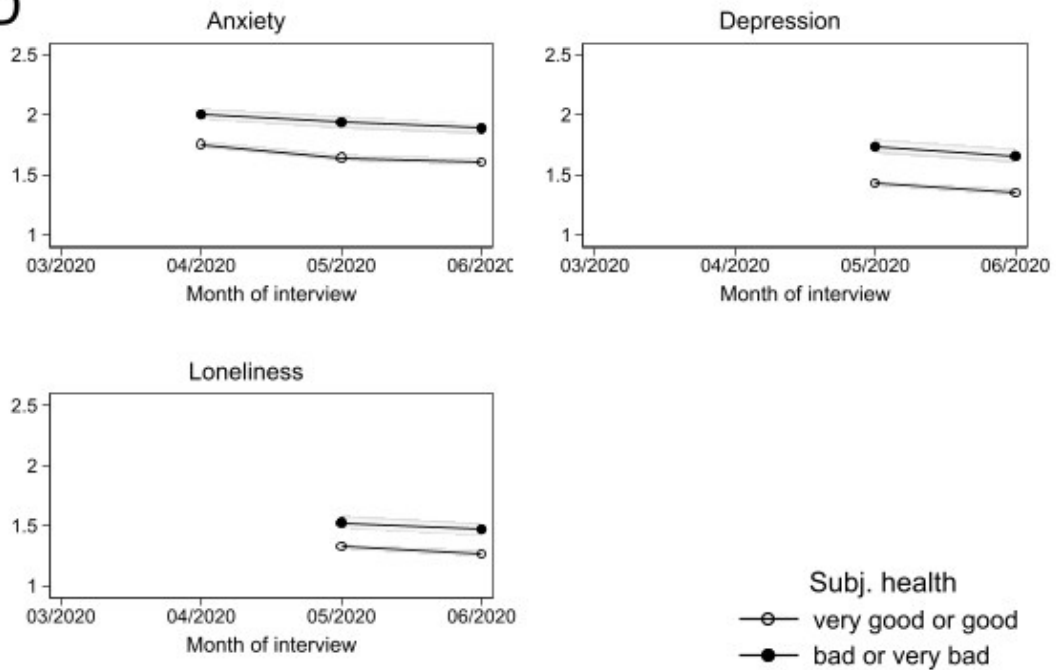 Anxiety
2.5
2
1.5
1
03/2020 04/2020 05/2020 06/2020
Month of interview
Depression
2.5
2
1.5
1
03/2020 04/2020 05/2020 06/2020
Month of interview
Loneliness
2.5
2
1.5
1
03/2020 04/2020 05/2020 06/2020
Month of interview
Subj. health
very good or good
bad or very bad